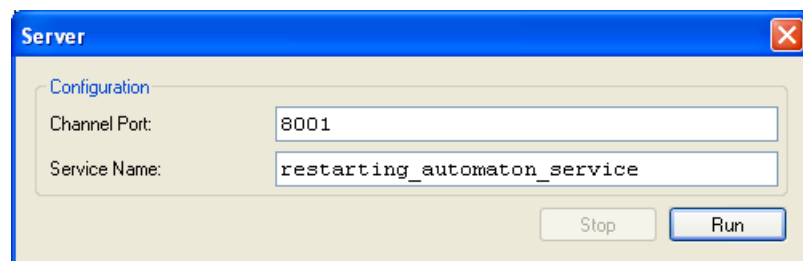 Server
Configuration
Channel Port: 8001
Service Name: restarting_automaton_service
Stop Run